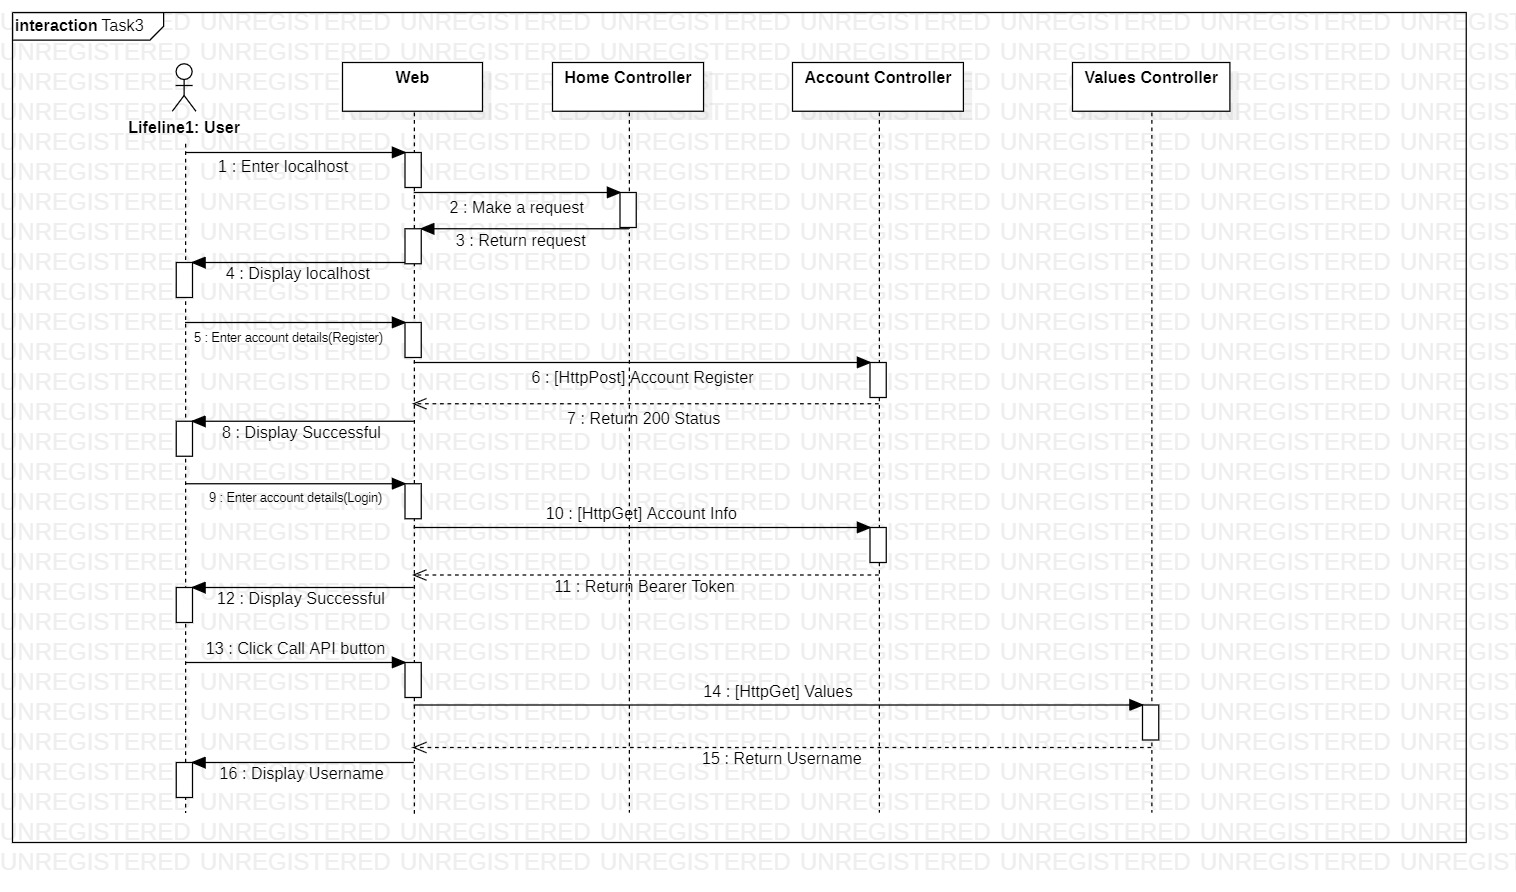 interaction Task3
Web
Home Controller
Account Controller
Values Controller
Lifeline1: User
1 : Enter localhost
2 : Make a request
3 : Return request
4 : Display localhost
5 : Enter account details(Register)
6 : [HttpPost] Account Register
7 : Return 200 Status
8 : Display Successful
9 : Enter account details(Login)
10 : [HttpGet] Account Info
11 : Return Bearer Token
12 : Display Successful
13 : Click Call API button
14 : [HttpGet] Values
15 : Return Username
16 : Display Username
UNREGISTERED UNREGISTERED UNREGISTERED UNREGISTERED UNREGISTERED UNREGISTERED UNREGISTERED